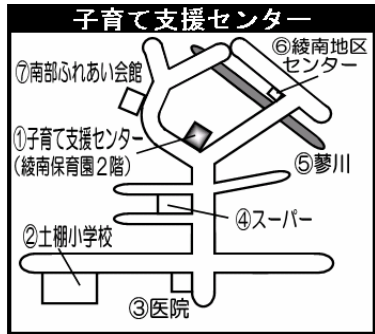 子育て支援センター
⑥綾南地区
センター
⑦南部ふれあい会館
①子育て支援センター
(綾南保育園2階)
⑤蓼川
④スーパー
②土棚小学校
③医院